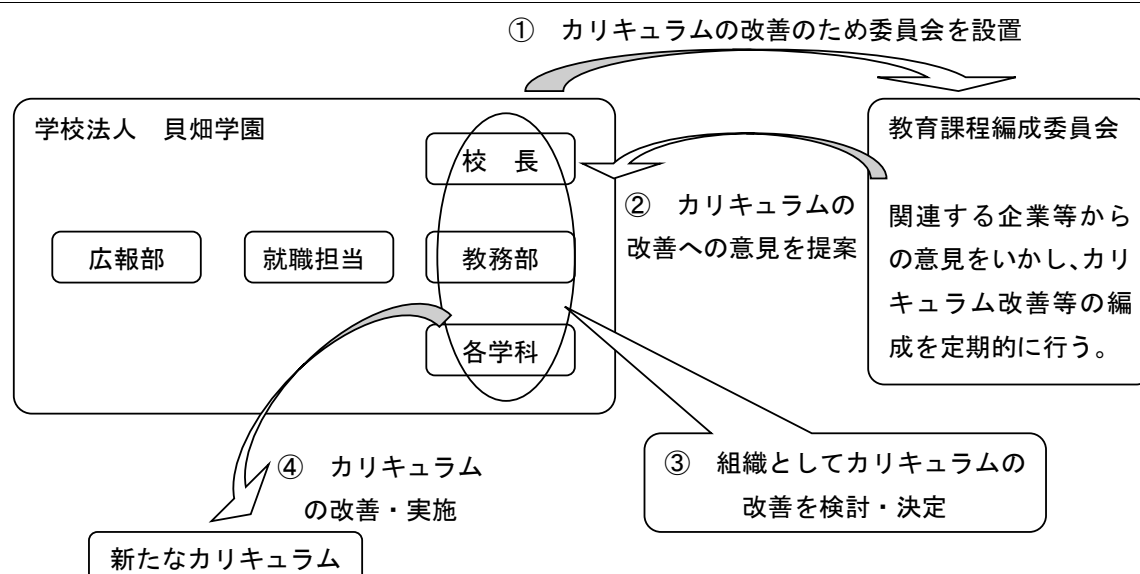 ① カリキュラムの改善のため委員会を設置
学校法人 貝畑学園
校 長
広報部
就職担当
教務部
各学科
② カリキュラムの
改善への意見を提案
教育課程編成委員会
関連する企業等から
の意見をいかし、カリ
キュラム改善等の編
成を定期的に行う。
③ 組織としてカリキュラムの
改善を検討・決定
④ カリキュラム
の改善・実施
新たなカリキュラム